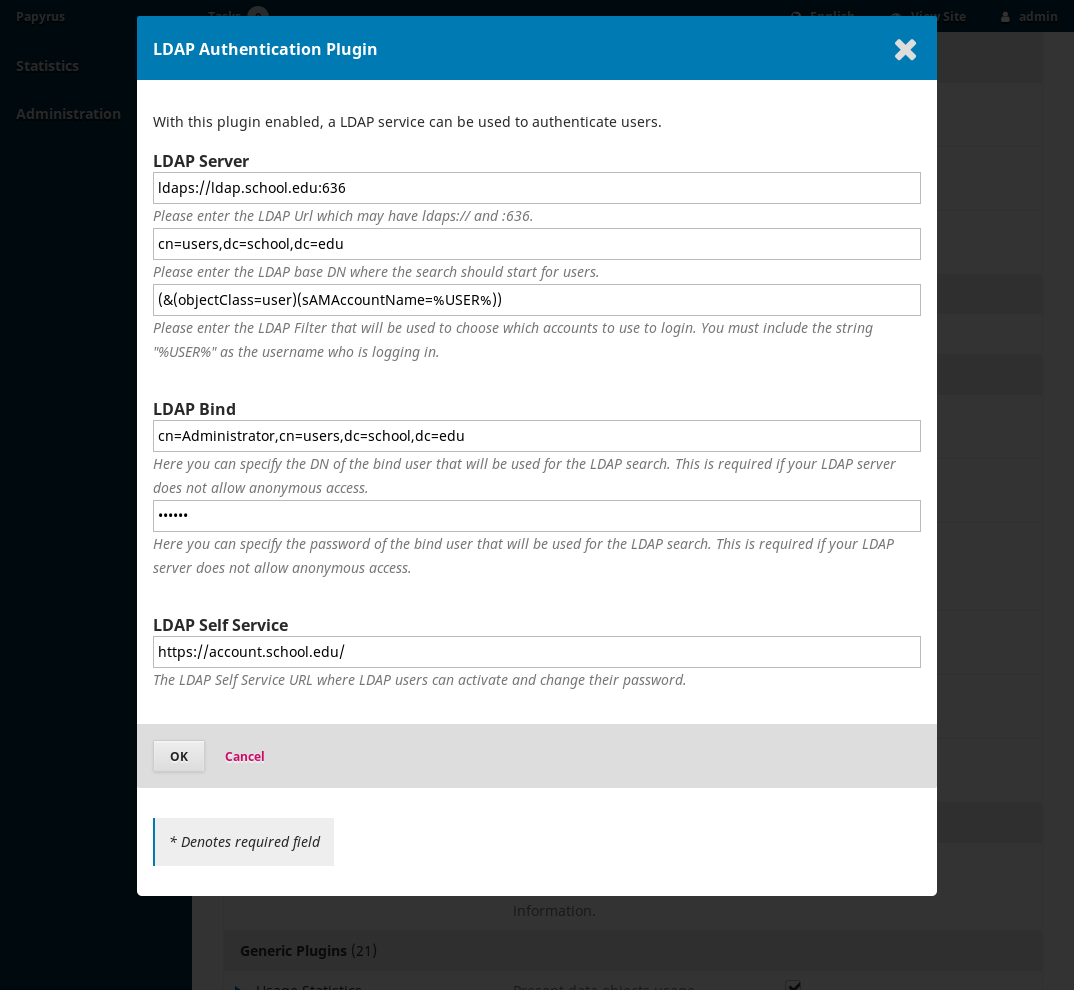 Papyrus
Tasks
English
View Site
admin
Statistics
Administration
LDAP Authentication Plugin
With this plugin enabled, a LDAP service can be used to authenticate users.
LDAP Server
ldaps://ldap.school.edu:636
Please enter the LDAP Url which may have ldaps:// and :636.
cn=users,dc=school,dc=edu
Please enter the LDAP base DN where the search should start for users.
(&(objectClass=user)(sAMAccountName=%USER%))
Please enter the LDAP Filter that will be used to choose which accounts to use to login. You must include the string
"%USER%" as the username who is logging in.
LDAP Bind
cn=Administrator,cn=users,dc=school,dc=edu
Here you can specify the DN of the bind user that will be used for the LDAP search. This is required if your LDAP server
does not allow anonymous access.
••••••
Here you can specify the password of the bind user that will be used for the LDAP search. This is required if your LDAP
server does not allow anonymous access.
LDAP Self Service
https://account.school.edu/
The LDAP Self Service URL where LDAP users can activate and change their password.
OK
Cancel
* Denotes required field
information.
Generic Plugins (21)
Usage Statistics
Present data objects usage